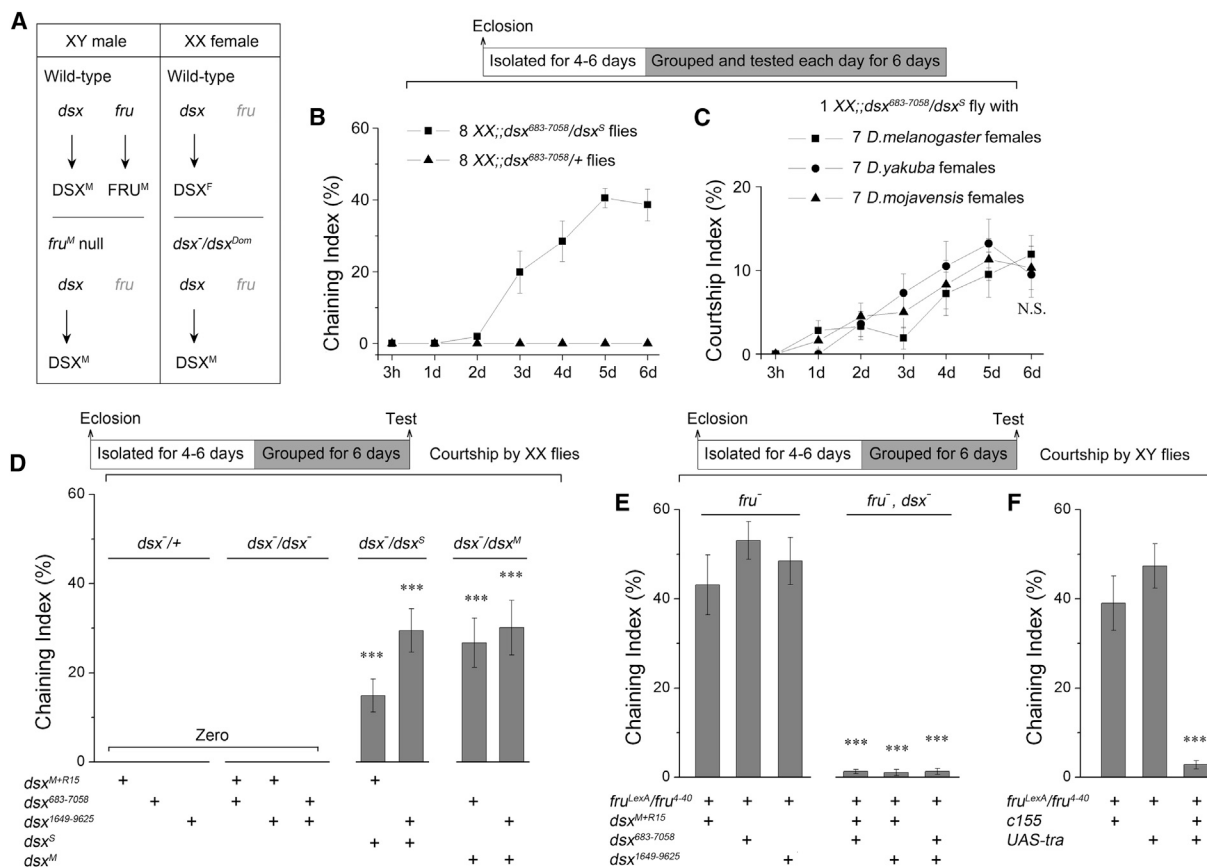 A
XY male XX female
Wild-type Wild-type
dsx fru dsx fru
DSXᴹ FRUᴹ DSXᶠ
fruᴹ null dsx⁻/dsxᴰᵒᵐ
dsx fru dsx fru
DSXᴹ DSXᴹ
Eclosion
Isolated for 4-6 days Grouped and tested each day for 6 days
B
8 XX;;dsx⁶⁸³⁻⁷⁰⁵⁸/dsxˢ flies
8 XX;;dsx⁶⁸³⁻⁷⁰⁵⁸/+ flies
Chaining Index (%)
60
40
20
0
3h 1d 2d 3d 4d 5d 6d
C
1 XX;;dsx⁶⁸³⁻⁷⁰⁵⁸/dsxˢ fly with
7 D.melanogaster females
7 D.yakuba females
7 D.mojavensis females
Courtship Index (%)
20
10
0
N.S.
3h 1d 2d 3d 4d 5d 6d
D
Eclosion Test
Isolated for 4-6 days Grouped for 6 days Courtship by XX flies
Chaining Index (%)
60
40
20
0
dsx⁻/+ dsx⁻/dsx⁻ dsx⁻/dsxˢ dsx⁻/dsxᴹ
*** *** *** ***
Zero
dsxᴹ⁺ᴿ¹⁵ + + + +
dsx⁶⁸³⁻⁷⁰⁵⁸ + + + +
dsx¹⁶⁴⁹⁻⁹⁶²⁵ + + + + +
dsxˢ + +
dsxᴹ + +
Eclosion Test
Isolated for 4-6 days Grouped for 6 days Courtship by XY flies
E
fru⁻ fru⁻, dsx⁻
Chaining Index (%)
60
40
20
0
*** *** ***
fruᴸᵉˣᴬ/fru⁴⁻⁴⁰ + + + + + +
dsxᴹ⁺ᴿ¹⁵ + + +
dsx⁶⁸³⁻⁷⁰⁵⁸ + + +
dsx¹⁶⁴⁹⁻⁹⁶²⁵ + + +
F
Chaining Index (%)
60
40
20
0
***
fruᴸᵉˣᴬ/fru⁴⁻⁴⁰ + + +
c155 + +
UAS-tra + +